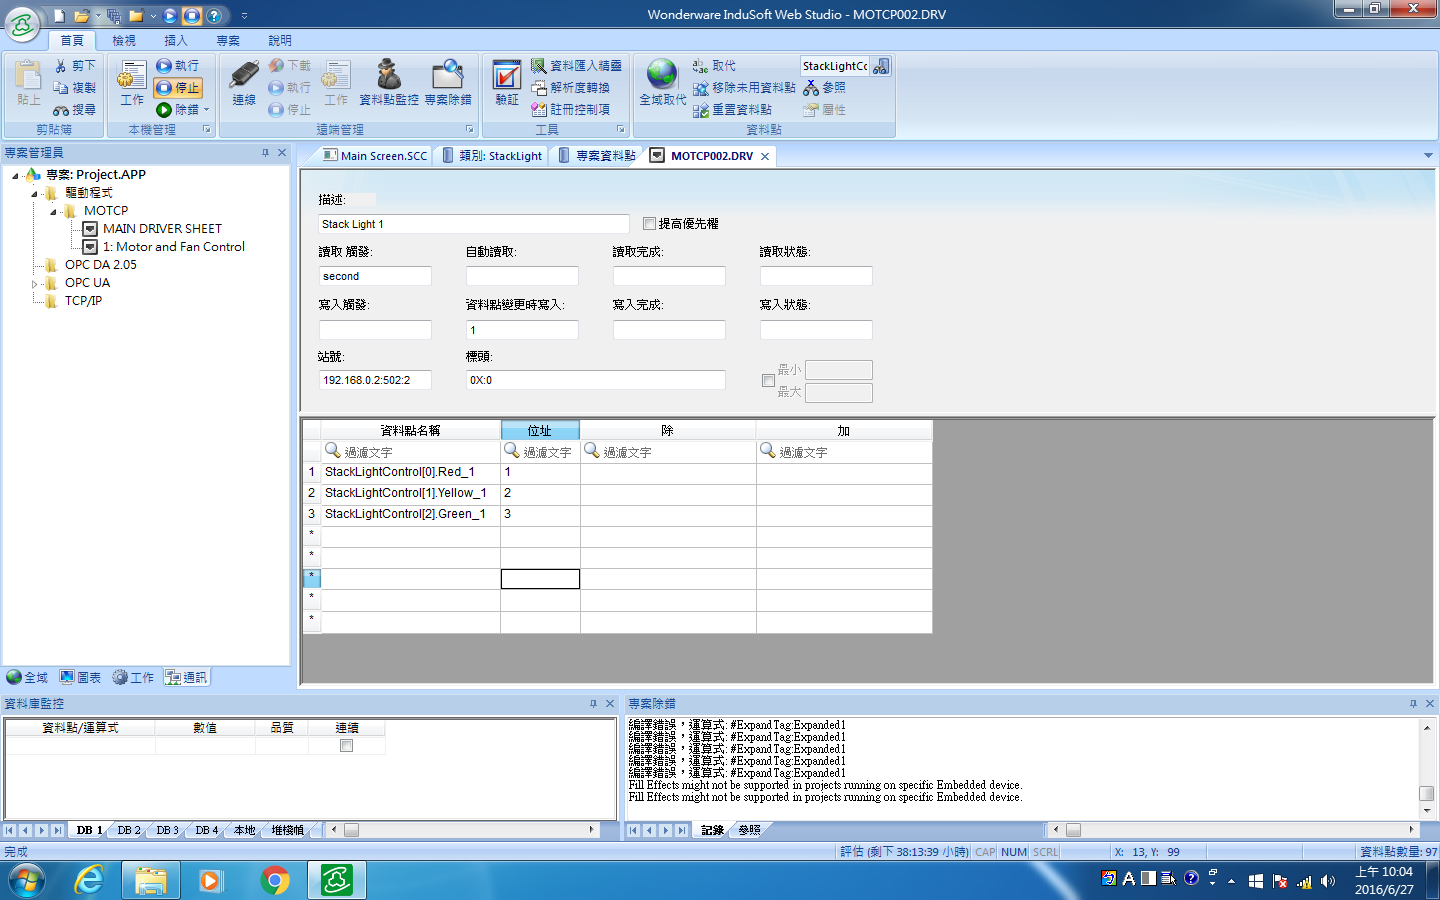 Wonderware InduSoft Web Studio - MOTCP002.DRV
首頁 檢視 插入 專案 說明
貼上 剪下 複製 搜尋 剪貼簿
工作 執行 停止 除錯 本機管理
連線 下載 執行 停止 工作 資料點監控 專案除錯 遠端管理
驗証 資料匯入精靈 解析度轉換 註冊控制項 工具
全域取代 取代 移除未用資料點 重置資料點 StackLightCc 參照 屬性 資料點
專案管理員
專案: Project.APP
驅動程式
MOTCP
MAIN DRIVER SHEET
1: Motor and Fan Control
OPC DA 2.05
OPC UA
TCP/IP
全域 圖表 工作 通訊
Main Screen.SCC 類別: StackLight 專案資料點 MOTCP002.DRV
描述:
Stack Light 1 提高優先權
讀取 觸發: 自動讀取: 讀取完成: 讀取狀態:
second
寫入觸發: 資料點變更時寫入: 寫入完成: 寫入狀態:
1
站號: 標頭:
192.168.0.2:502:2 0X:0
最小
最大
資料點名稱 位址 除 加
過濾文字 過濾文字 過濾文字 過濾文字
1 StackLightControl[0].Red_1 1
2 StackLightControl[1].Yellow_1 2
3 StackLightControl[2].Green_1 3
*
*
*
*
*
資料庫監控
資料點/運算式 數值 品質 連續
DB 1 DB 2 DB 3 DB 4 本地 堆棧幀
專案除錯
編譯錯誤，運算式: #ExpandTag:Expanded1
編譯錯誤，運算式: #ExpandTag:Expanded1
編譯錯誤，運算式: #ExpandTag:Expanded1
編譯錯誤，運算式: #ExpandTag:Expanded1
編譯錯誤，運算式: #ExpandTag:Expanded1
Fill Effects might not be supported in projects running on specific Embedded device.
Fill Effects might not be supported in projects running on specific Embedded device.
記錄 參照
完成 評估 (剩下 38:13:39 小時) CAP NUM SCRL X: 13, Y: 99 資料點數量: 97
A
上午 10:04
2016/6/27